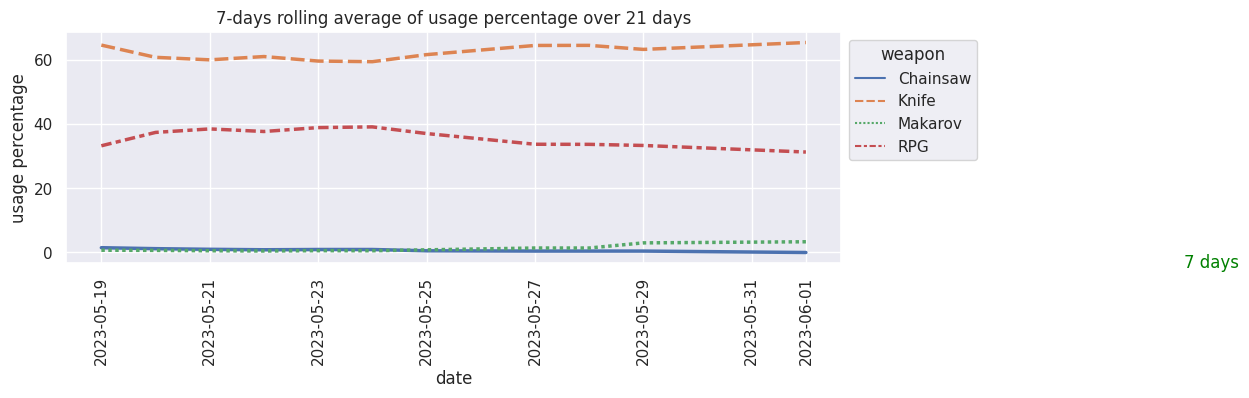 7-days rolling average of usage percentage over 21 days
usage percentage
60
40
20
0
2023-05-19
2023-05-21
2023-05-23
2023-05-25
2023-05-27
2023-05-29
2023-05-31
2023-06-01
date
weapon
Chainsaw
Knife
Makarov
RPG
7 days